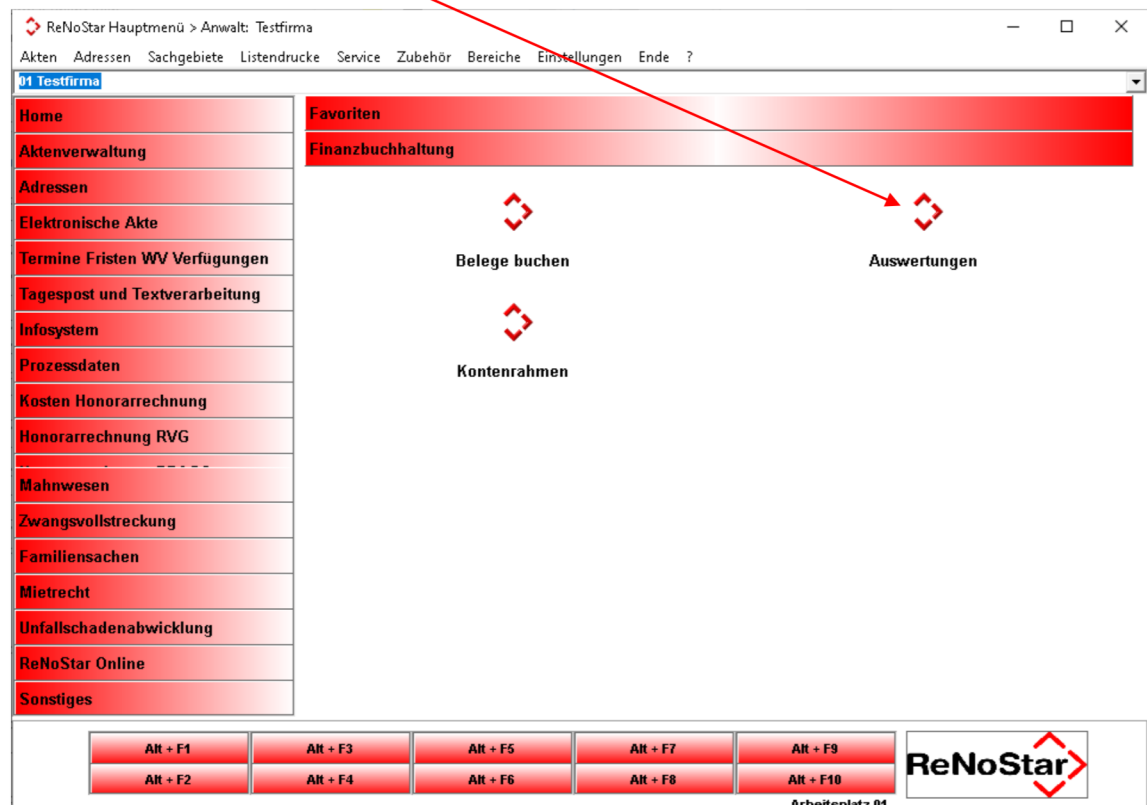 ReNoStar Hauptmenü > Anwalt: Testfirma
Akten Adressen Sachgebiete Listendrucke Service Zubehör Bereiche Einstellungen Ende ?
01 Testfirma
Home
Aktenverwaltung
Adressen
Elektronische Akte
Termine Fristen WV Verfügungen
Tagespost und Textverarbeitung
Infosystem
Prozessdaten
Kosten Honorarrechnung
Honorarrechnung RVG
Mahnwesen
Zwangsvollstreckung
Familiensachen
Mietrecht
Unfallschadenabwicklung
ReNoStar Online
Sonstiges
Favoriten
Finanzbuchhaltung
Belege buchen
Auswertungen
Kontenrahmen
Alt + F1 Alt + F3 Alt + F5 Alt + F7 Alt + F9
Alt + F2 Alt + F4 Alt + F6 Alt + F8 Alt + F10
ReNoStar
Arbeitsplatz 01